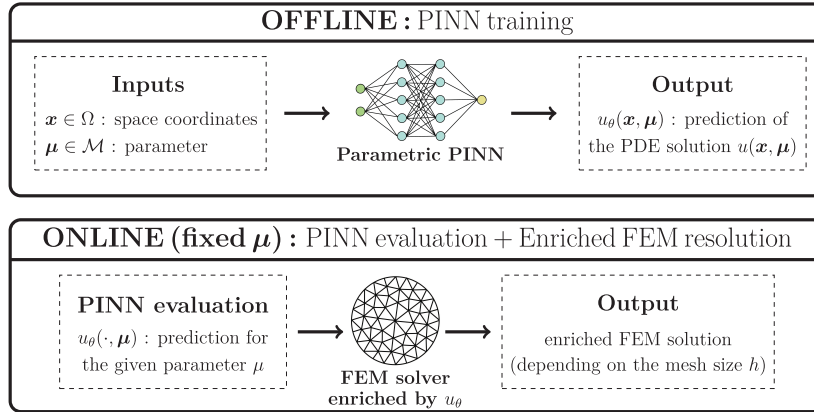 OFFLINE : PINN training
Inputs
x ∈ Ω : space coordinates
μ ∈ M : parameter
Parametric PINN
Output
u_θ(x, μ) : prediction of
the PDE solution u(x, μ)
ONLINE (fixed μ) : PINN evaluation + Enriched FEM resolution
PINN evaluation
u_θ(·, μ) : prediction for
the given parameter μ
FEM solver
enriched by u_θ
Output
enriched FEM solution
(depending on the mesh size h)